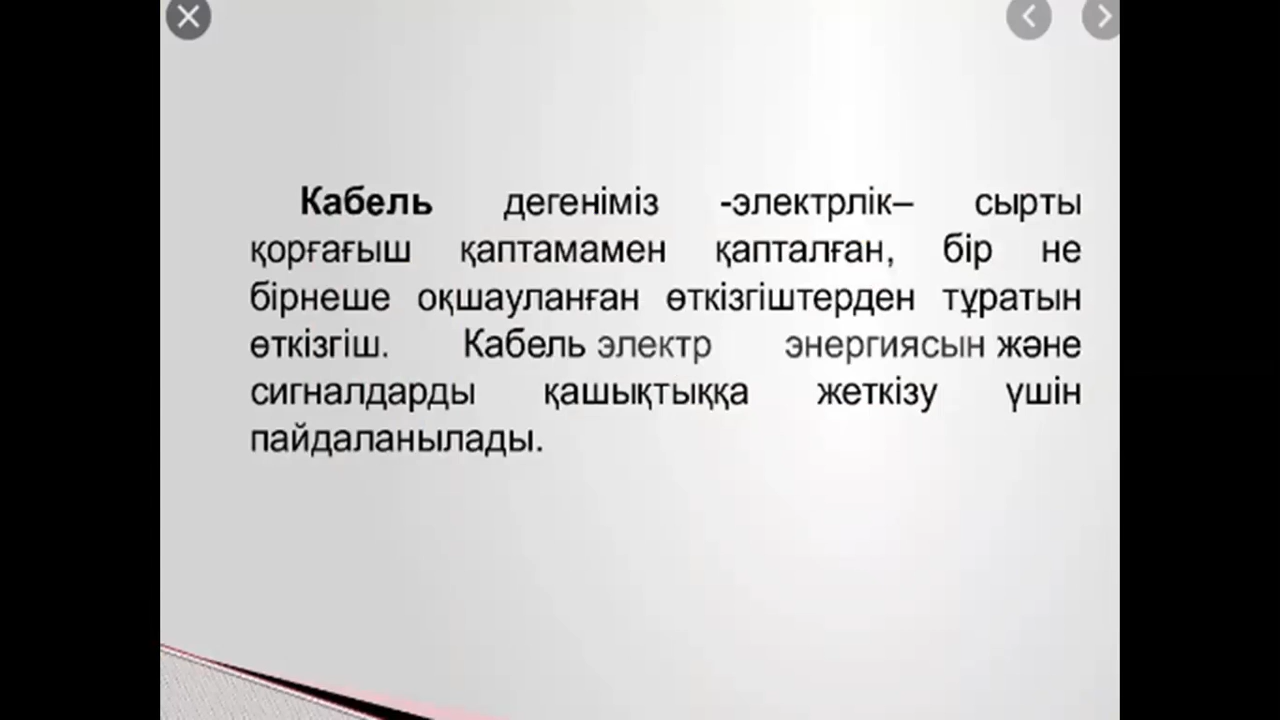 Кабель дегеніміз -электрлік– сырты
қорғағыш қаптамамен қапталған, бір не
бірнеше оқшауланған өткізгіштерден тұратын
өткізгіш. Кабель электр энергиясын және
сигналдарды қашықтыққа жеткізу үшін
пайдаланылады.